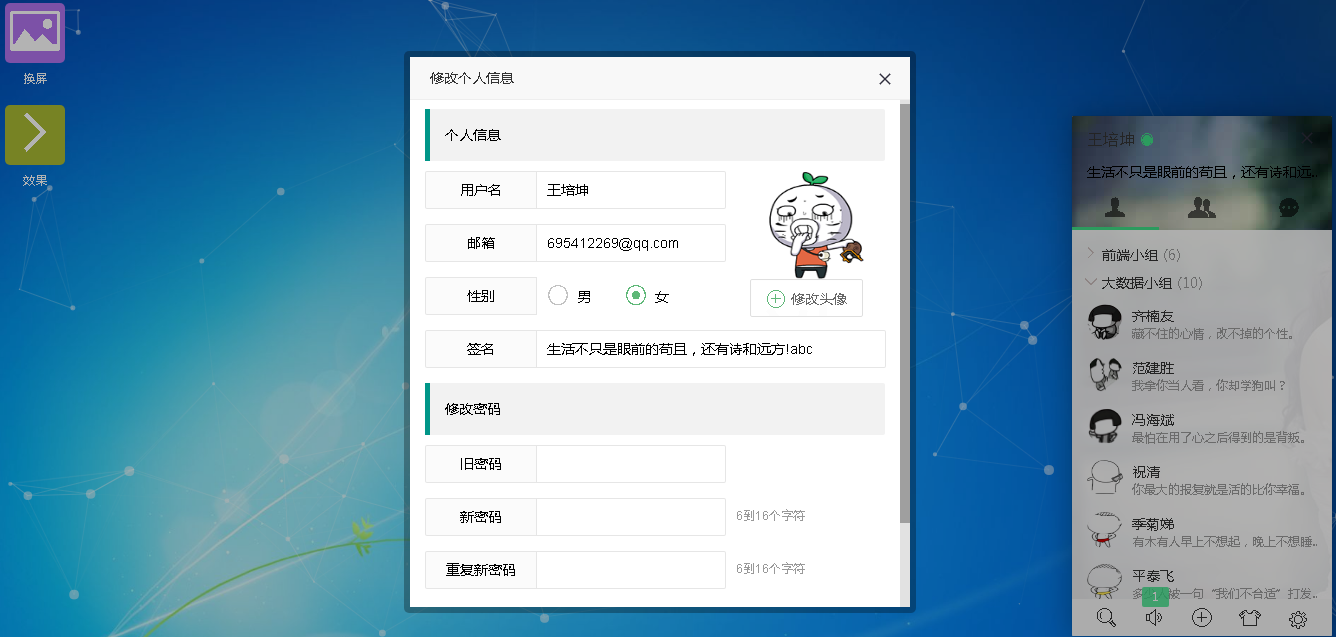 换屏
效果
修改个人信息
个人信息
用户名 王培坤
邮箱 695412269@qq.com
性别 男 女
修改头像
签名 生活不只是眼前的苟且，还有诗和远方!abc
修改密码
旧密码
新密码 6到16个字符
重复新密码 6到16个字符
王培坤
生活不只是眼前的苟且，还有诗和远..
前端小组 (6)
大数据小组 (10)
齐楠友
藏不住的心情，改不掉的个性。
范建胜
我拿你当人看，你却学狗叫？
冯海斌
最怕在用了心之后得到的是背叛。
祝清
你最大的报复就是活的比你幸福。
季菊娣
有木有人早上不想起，晚上不想睡..
平泰飞
被一句“我们不合适”打发..
1